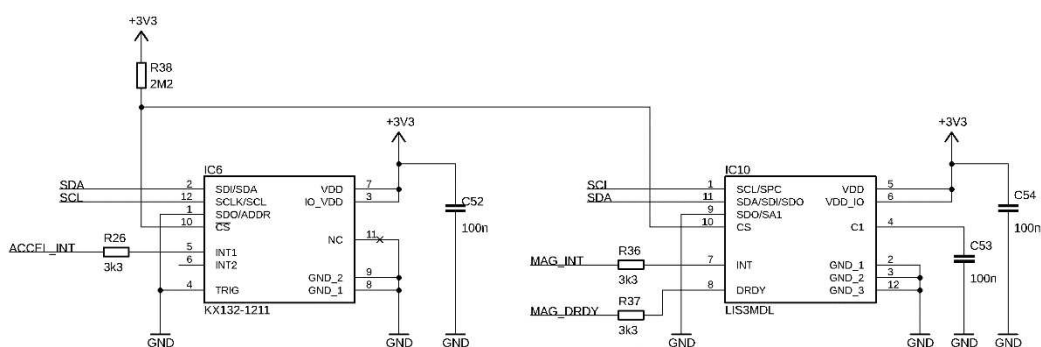 +3V3
R38
2M2
+3V3
IC6
SDA
2
SDI/SDA
VDD
7
SCL
12
SCLK/SCL
IO_VDD
3
1
SDO/ADDR
10
CS
C52
100n
NC
11
ACCEL_INT
R26
3k3
5
INT1
6
INT2
GND_2
9
4
TRIG
GND_1
8
KX132-1211
GND
GND
GND
+3V3
IC10
SCL
1
SCL/SPC
VDD
5
SDA
11
SDA/SDI/SDO
VDD_IO
6
9
SDO/SA1
10
CS
C1
4
C54
100n
C53
100n
MAG_INT
R36
3k3
7
INT
GND_1
2
GND_2
3
MAG_DRDY
R37
3k3
8
DRDY
GND_3
12
LIS3MDL
GND
GND
GND
GND